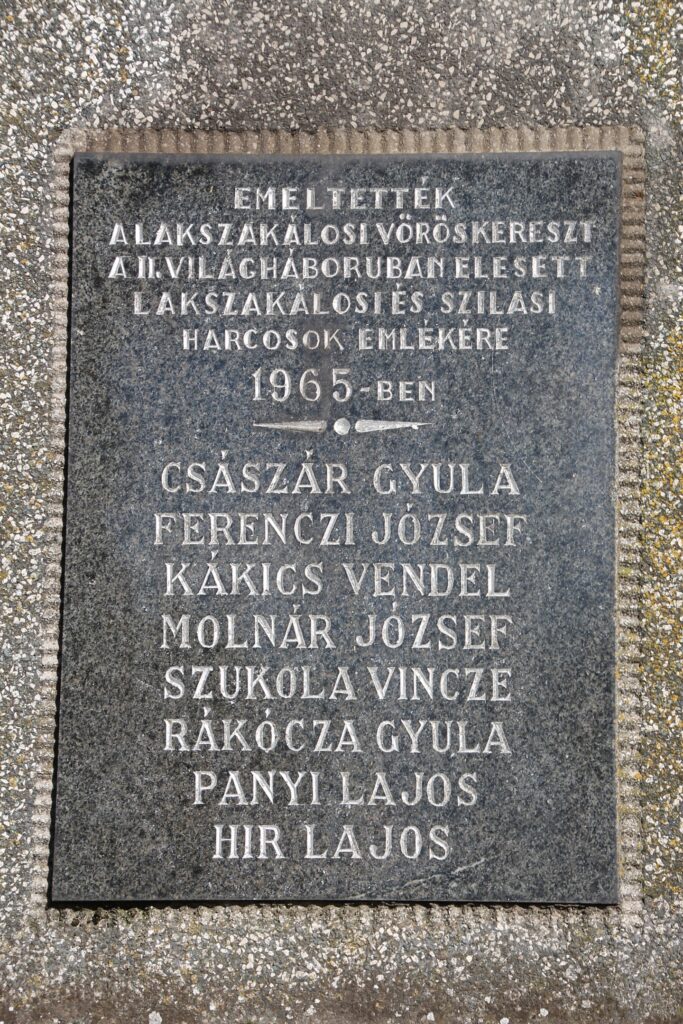 EMELTETTÉK
A LAKSZAKÁLOSI VÖRÖSKERESZT
A II. VILÁGHÁBORUBAN ELESETT
LAKSZAKÁLOSI ÉS SZILASI
HARCOSOK EMLÉKÉRE
1965-BEN
CSÁSZÁR GYULA
FERENCZI JÓZSEF
KÁKICS VENDEL
MOLNÁR JÓZSEF
SZUKOLA VINCZE
RÁKÓCZA GYULA
PANYI LAJOS
HIR LAJOS